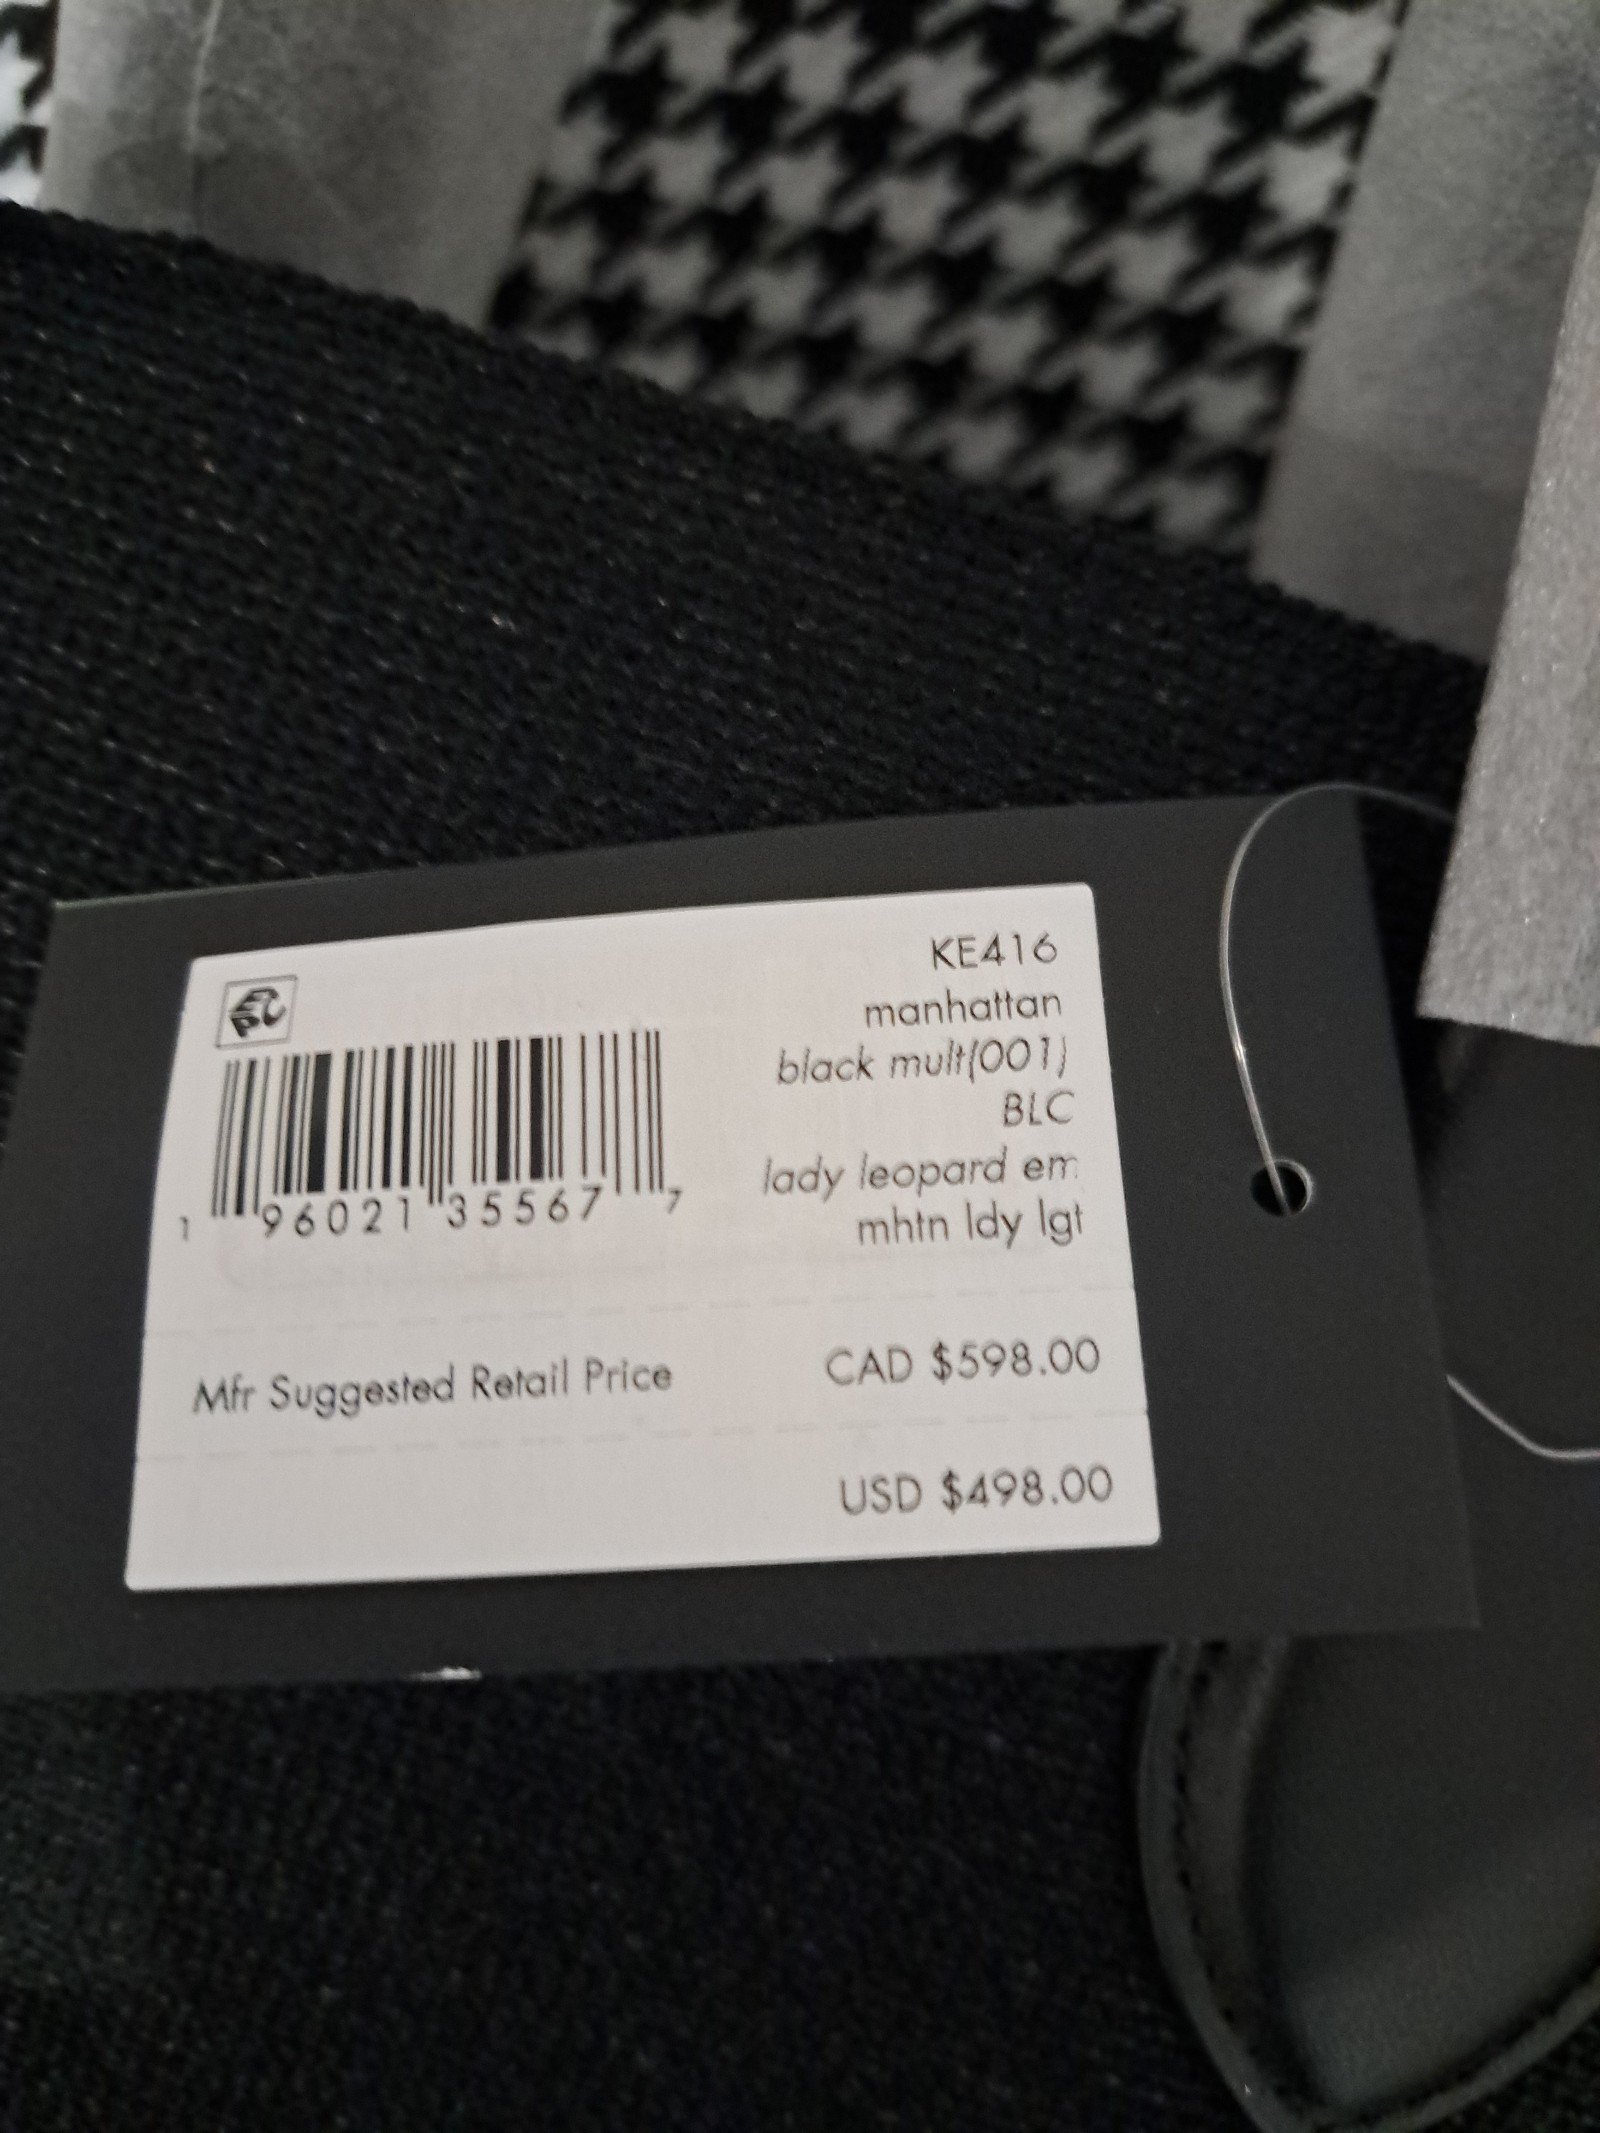 KE416
manhattan
black mult(001)
BLC
lady leopard em
mhtn ldy lgt
1 96021 35567 7
Mfr Suggested Retail Price CAD $598.00
USD $498.00